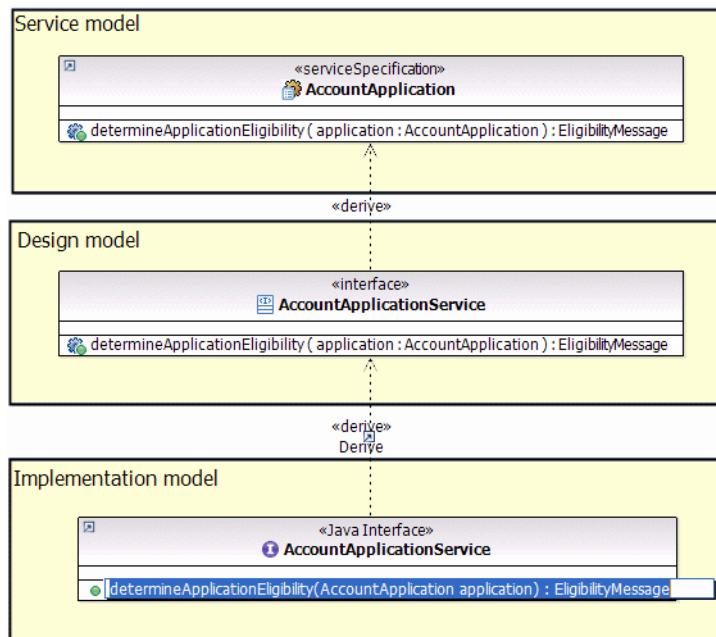 Service model
«serviceSpecification»
AccountApplication
determineApplicationEligibility ( application : AccountApplication ) : EligibilityMessage
«derive»
Design model
«interface»
AccountApplicationService
determineApplicationEligibility ( application : AccountApplication ) : EligibilityMessage
«derive»
Derive
Implementation model
«Java Interface»
AccountApplicationService
determineApplicationEligibility(AccountApplication application) : EligibilityMessage